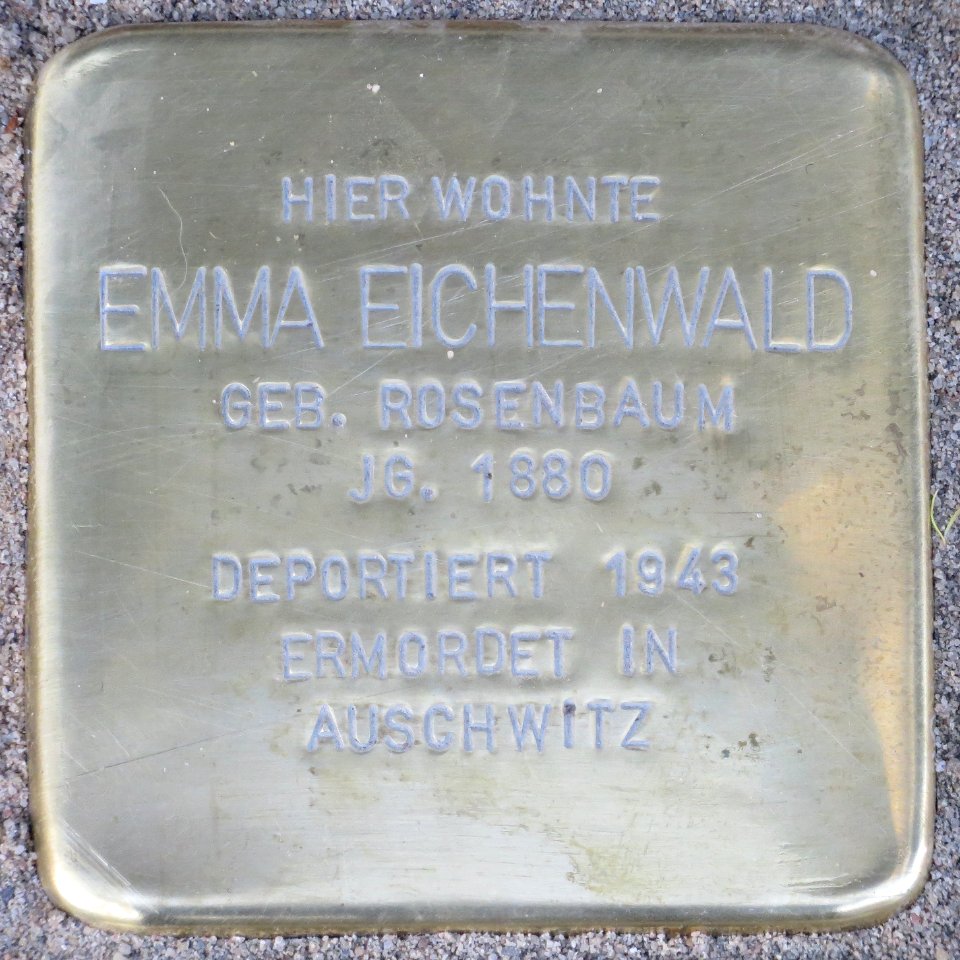 HIER WOHNTE
EMMA EICHENWALD
GEB. ROSENBAUM
JG. 1880
DEPORTIERT 1943
ERMORDET IN
AUSCHWITZ